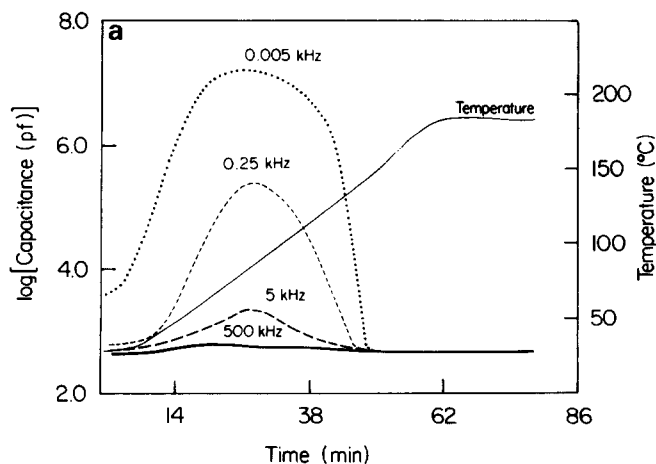 a
8.0
6.0
4.0
2.0
log[Capacitance (pf)]
0.005 kHz
0.25 kHz
5 kHz
500 kHz
Temperature
200
150
100
50
Temperature (°C)
14 38 62 86
Time (min)